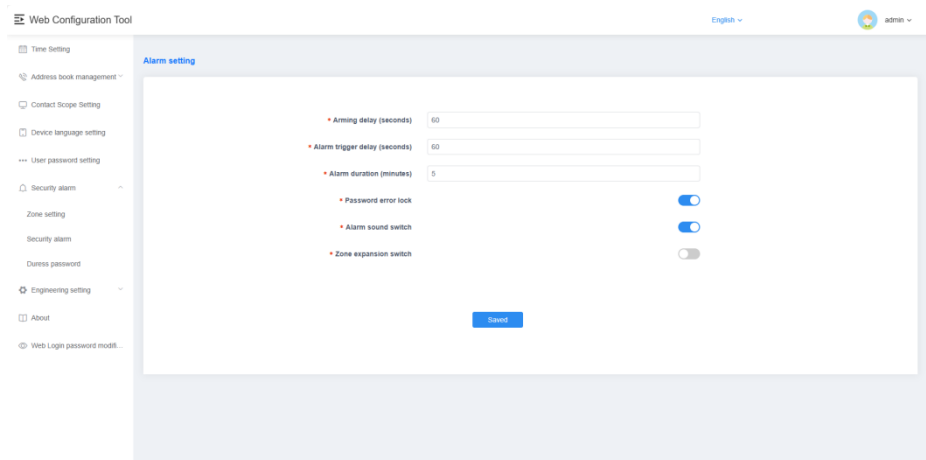 Web Configuration Tool
English
admin
Time Setting
Address book management
Contact Scope Setting
Device language setting
User password setting
Security alarm
Zone setting
Security alarm
Duress password
Engineering setting
About
Web Login password modifi...
Alarm setting
* Arming delay (seconds) 60
* Alarm trigger delay (seconds) 60
* Alarm duration (minutes) 5
* Password error lock
* Alarm sound switch
* Zone expansion switch
Saved